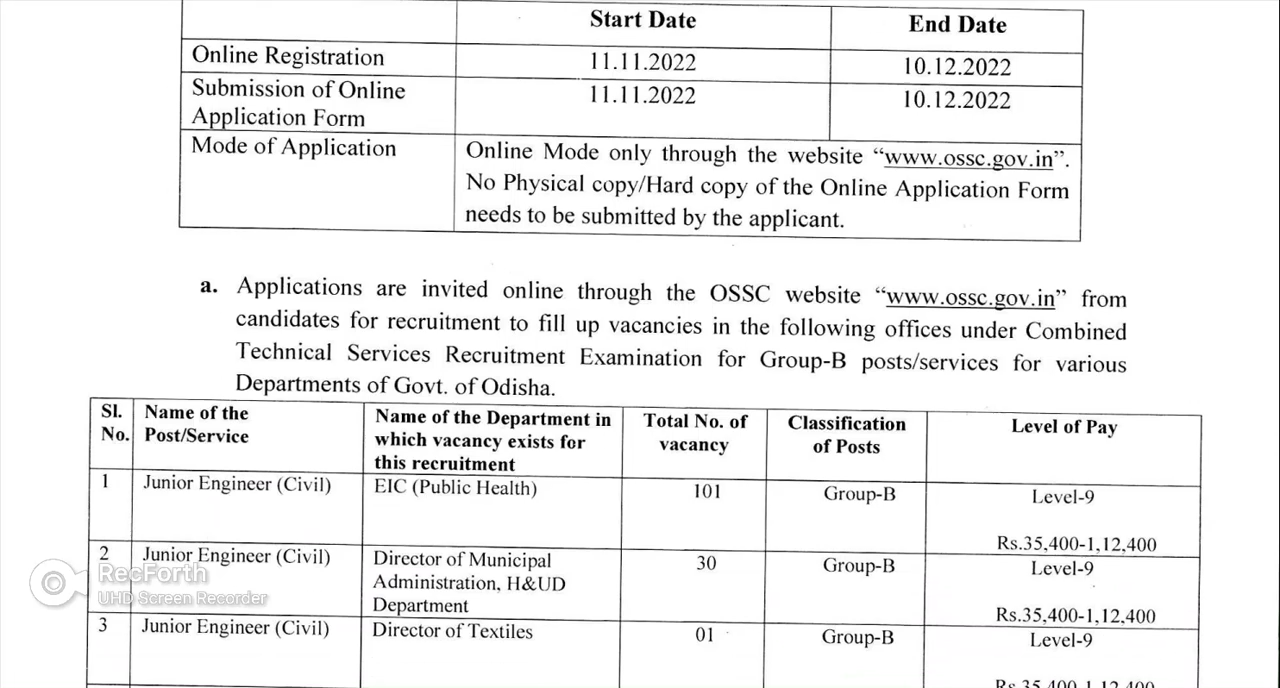 Start Date End Date
Online Registration 11.11.2022 10.12.2022
Submission of Online 11.11.2022 10.12.2022
Application Form
Mode of Application Online Mode only through the website “www.ossc.gov.in”.
No Physical copy/Hard copy of the Online Application Form
needs to be submitted by the applicant.
a. Applications are invited online through the OSSC website “www.ossc.gov.in” from
candidates for recruitment to fill up vacancies in the following offices under Combined
Technical Services Recruitment Examination for Group-B posts/services for various
Departments of Govt. of Odisha.
Sl. Name of the Name of the Department in Total No. of Classification Level of Pay
No. Post/Service which vacancy exists for vacancy of Posts
this recruitment
1 Junior Engineer (Civil) EIC (Public Health) 101 Group-B Level-9
Rs.35,400-1,12,400
2 Junior Engineer (Civil) Director of Municipal 30 Group-B Level-9
Administration, H&UD
Department Rs.35,400-1,12,400
3 Junior Engineer (Civil) Director of Textiles 01 Group-B Level-9
Rs.35,400-1,12,400
RecForth
UHD Screen Recorder